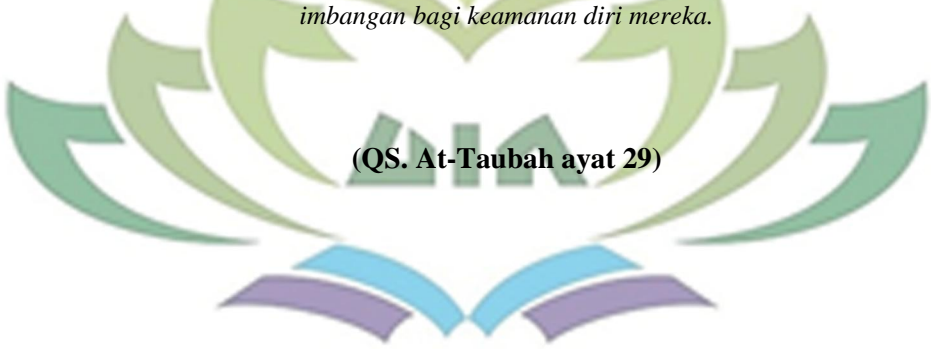 imbangan bagi keamanan diri mereka.
(QS. At-Taubah ayat 29)